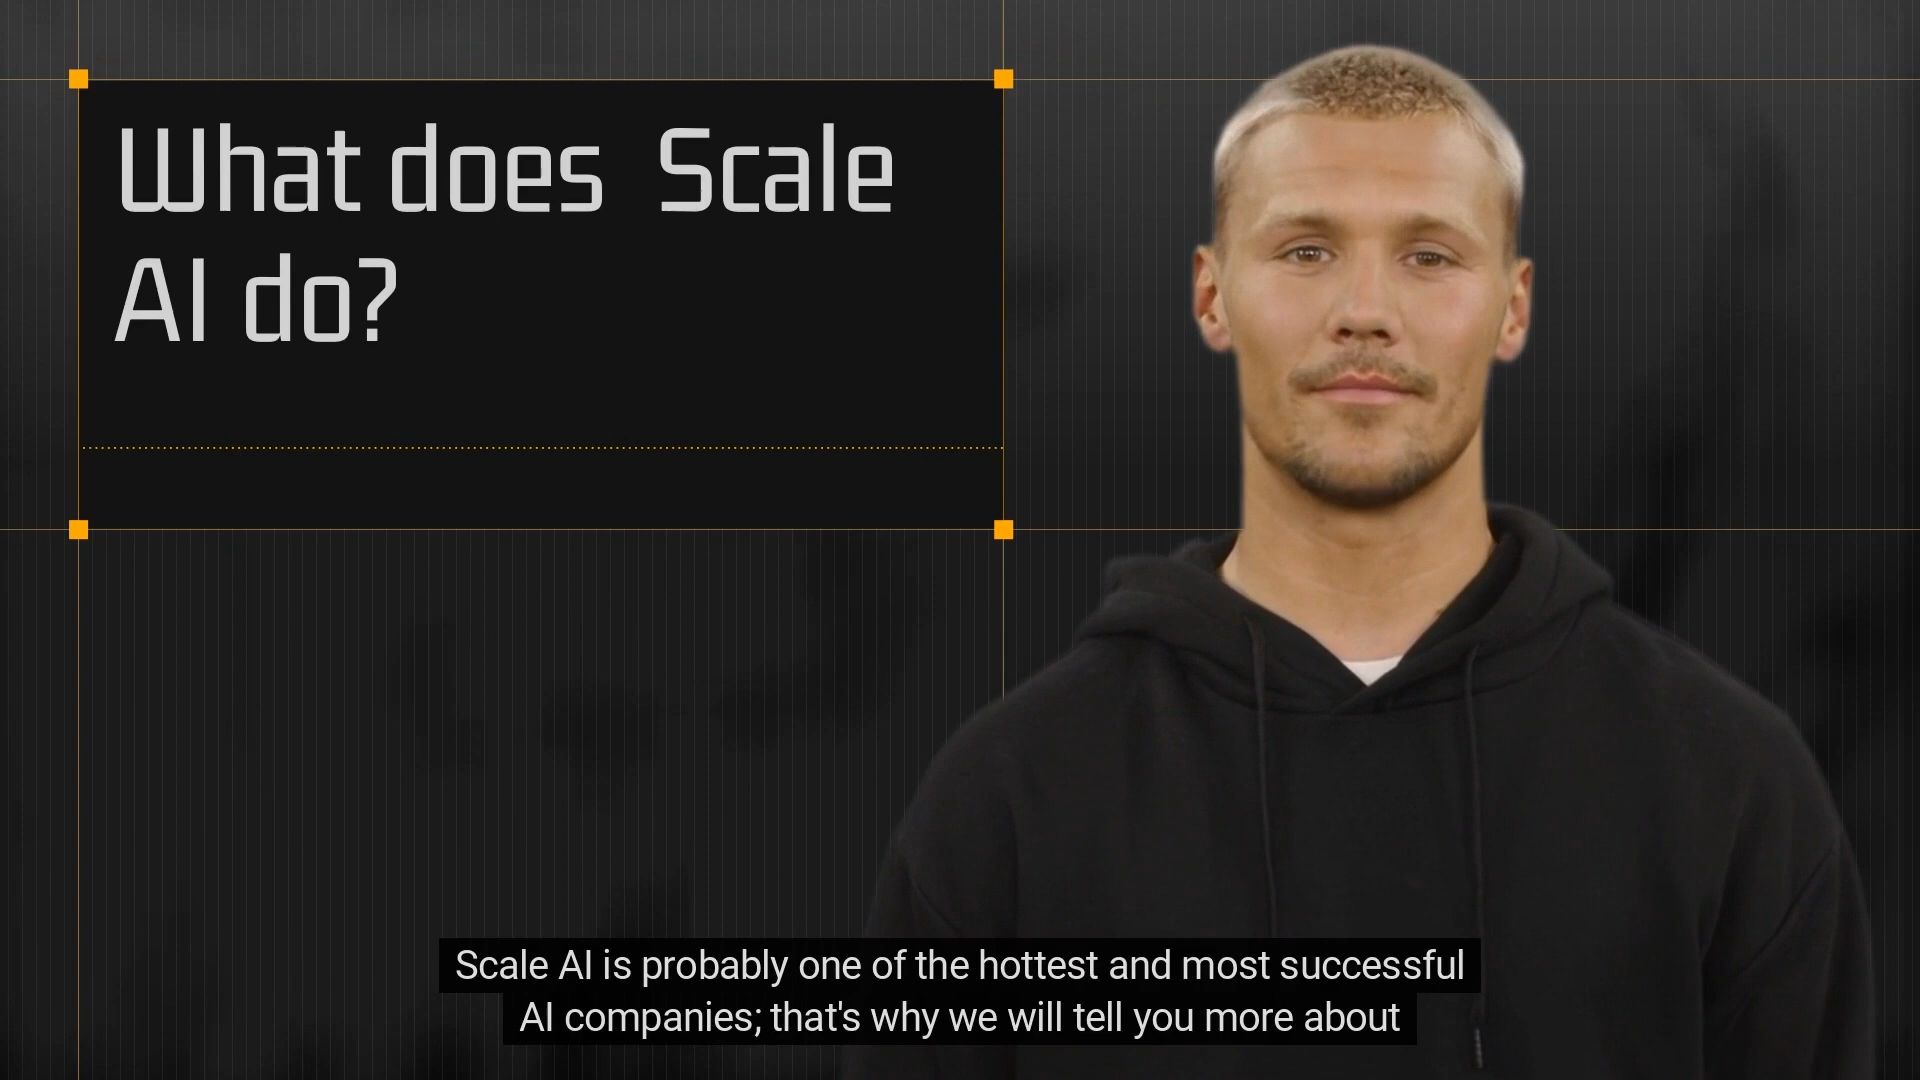 What does  Scale
AI do?
Scale AI is probably one of the hottest and most successful
AI companies; that's why we will tell you more about